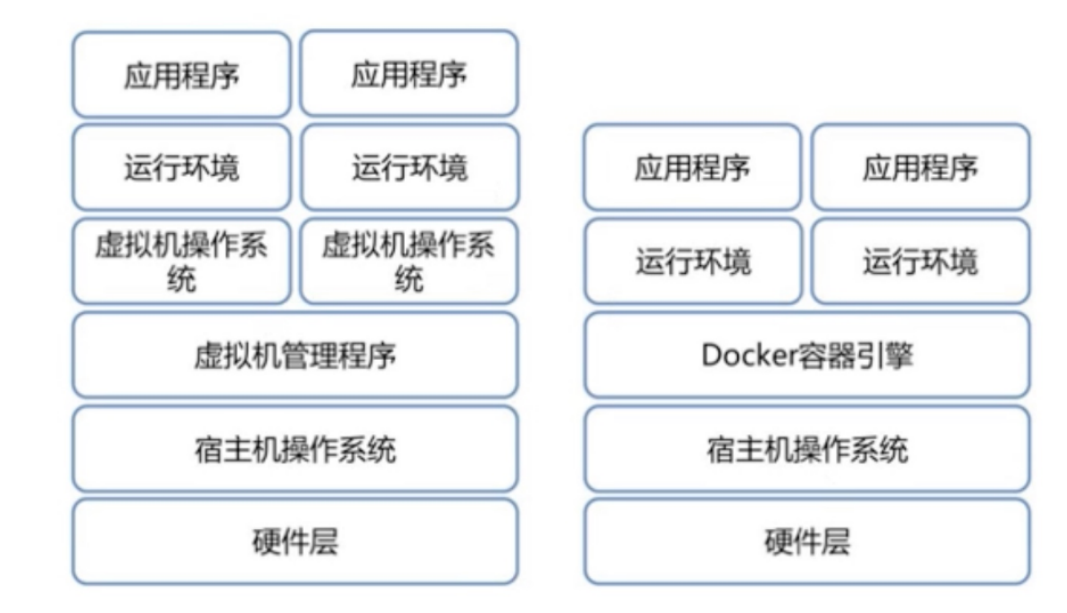 应用程序
应用程序
运行环境
运行环境
虚拟机操作系
统
虚拟机操作系
统
虚拟机管理程序
宿主机操作系统
硬件层
应用程序
应用程序
运行环境
运行环境
Docker容器引擎
宿主机操作系统
硬件层